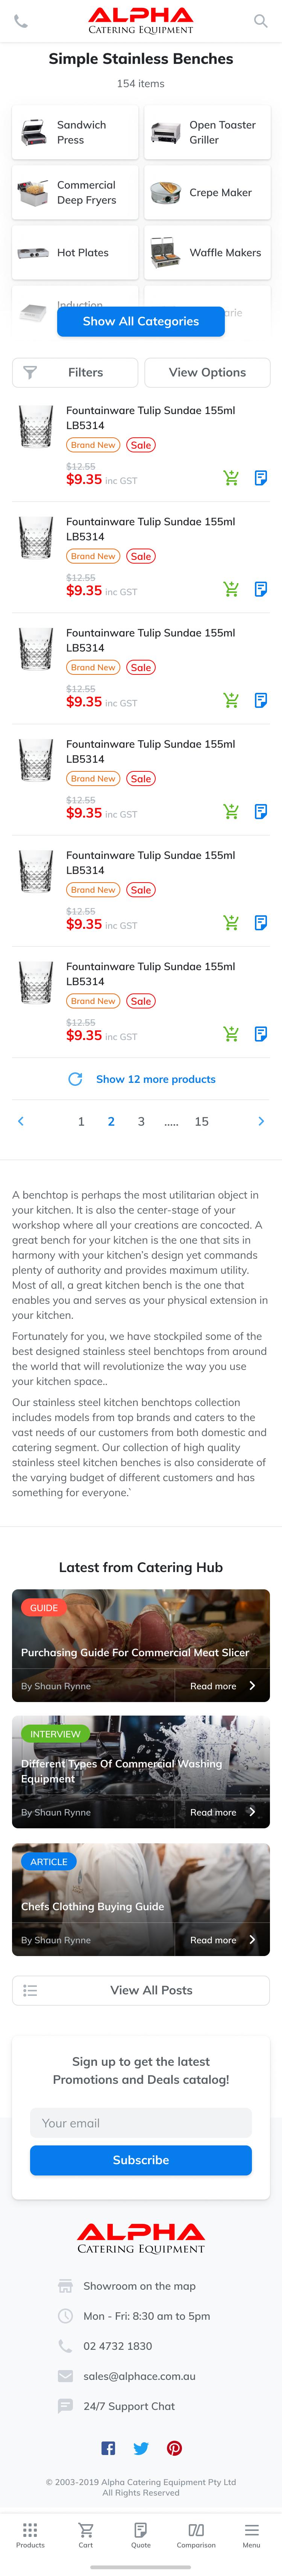 ALPHA
CATERING EQUIPMENT
Simple Stainless Benches
154 items
Sandwich
Press
Open Toaster
Griller
Commercial
Deep Fryers
Crepe Maker
Hot Plates
Waffle Makers
Induction
Show All Categories
Filters
View Options
Fountainware Tulip Sundae 155ml
LB5314
Brand New Sale
$12.55
$9.35 inc GST
Fountainware Tulip Sundae 155ml
LB5314
Brand New Sale
$12.55
$9.35 inc GST
Fountainware Tulip Sundae 155ml
LB5314
Brand New Sale
$12.55
$9.35 inc GST
Fountainware Tulip Sundae 155ml
LB5314
Brand New Sale
$12.55
$9.35 inc GST
Fountainware Tulip Sundae 155ml
LB5314
Brand New Sale
$12.55
$9.35 inc GST
Fountainware Tulip Sundae 155ml
LB5314
Brand New Sale
$12.55
$9.35 inc GST
Show 12 more products
1 2 3 ..... 15
A benchtop is perhaps the most utilitarian object in
your kitchen. It is also the center-stage of your
workshop where all your creations are concocted. A
great bench for your kitchen is the one that sits in
harmony with your kitchen's design yet commands
plenty of authority and provides maximum utility.
Most of all, a great kitchen bench is the one that
enables you and serves as your physical extension in
your kitchen.
Fortunately for you, we have stockpiled some of the
best designed stainless steel benchtops from around
the world that will revolutionize the way you use
your kitchen space..
Our stainless steel kitchen benchtops collection
includes models from top brands and caters to the
vast needs of our customers from both domestic and
catering segment. Our collection of high quality
stainless steel kitchen benches is also considerate of
the varying budget of different customers and has
something for everyone.`
Latest from Catering Hub
GUIDE
Purchasing Guide For Commercial Meat Slicer
By Shaun Rynne Read more
INTERVIEW
Different Types Of Commercial Washing
Equipment
By Shaun Rynne Read more
ARTICLE
Chefs Clothing Buying Guide
By Shaun Rynne Read more
View All Posts
Sign up to get the latest
Promotions and Deals catalog!
Your email
Subscribe
ALPHA
CATERING EQUIPMENT
Showroom on the map
Mon - Fri: 8:30 am to 5pm
02 4732 1830
sales@alphace.com.au
24/7 Support Chat
© 2003-2019 Alpha Catering Equipment Pty Ltd
All Rights Reserved
Products Cart Quote Comparison Menu